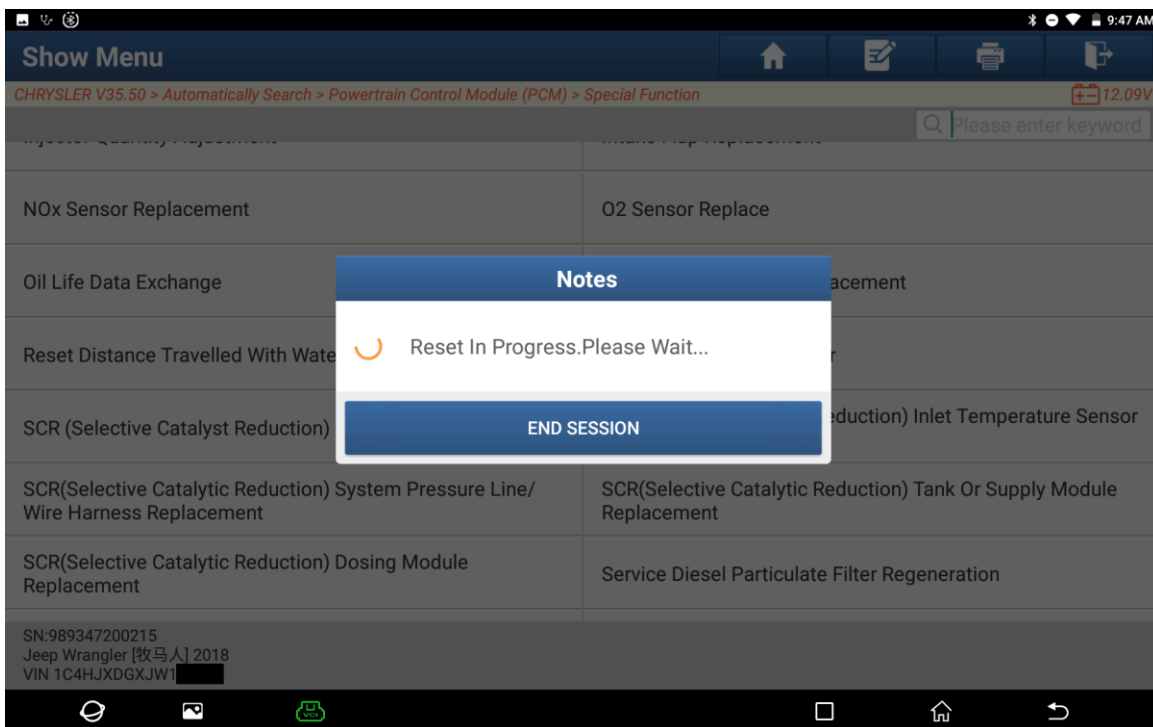 9:47 AM
Show Menu
CHRYSLER V35.50 > Automatically Search > Powertrain Control Module (PCM) > Special Function
12.09V
Please enter keyword
NOx Sensor Replacement
O2 Sensor Replace
Oil Life Data Exchange
acement
Notes
Reset Distance Travelled With Wate
r
Reset In Progress.Please Wait...
SCR (Selective Catalyst Reduction)
eduction) Inlet Temperature Sensor
END SESSION
SCR(Selective Catalytic Reduction) System Pressure Line/
Wire Harness Replacement
SCR(Selective Catalytic Reduction) Tank Or Supply Module
Replacement
SCR(Selective Catalytic Reduction) Dosing Module
Replacement
Service Diesel Particulate Filter Regeneration
SN:989347200215
Jeep Wrangler [牧马人] 2018
VIN 1C4HJXDGXJW1
VCI